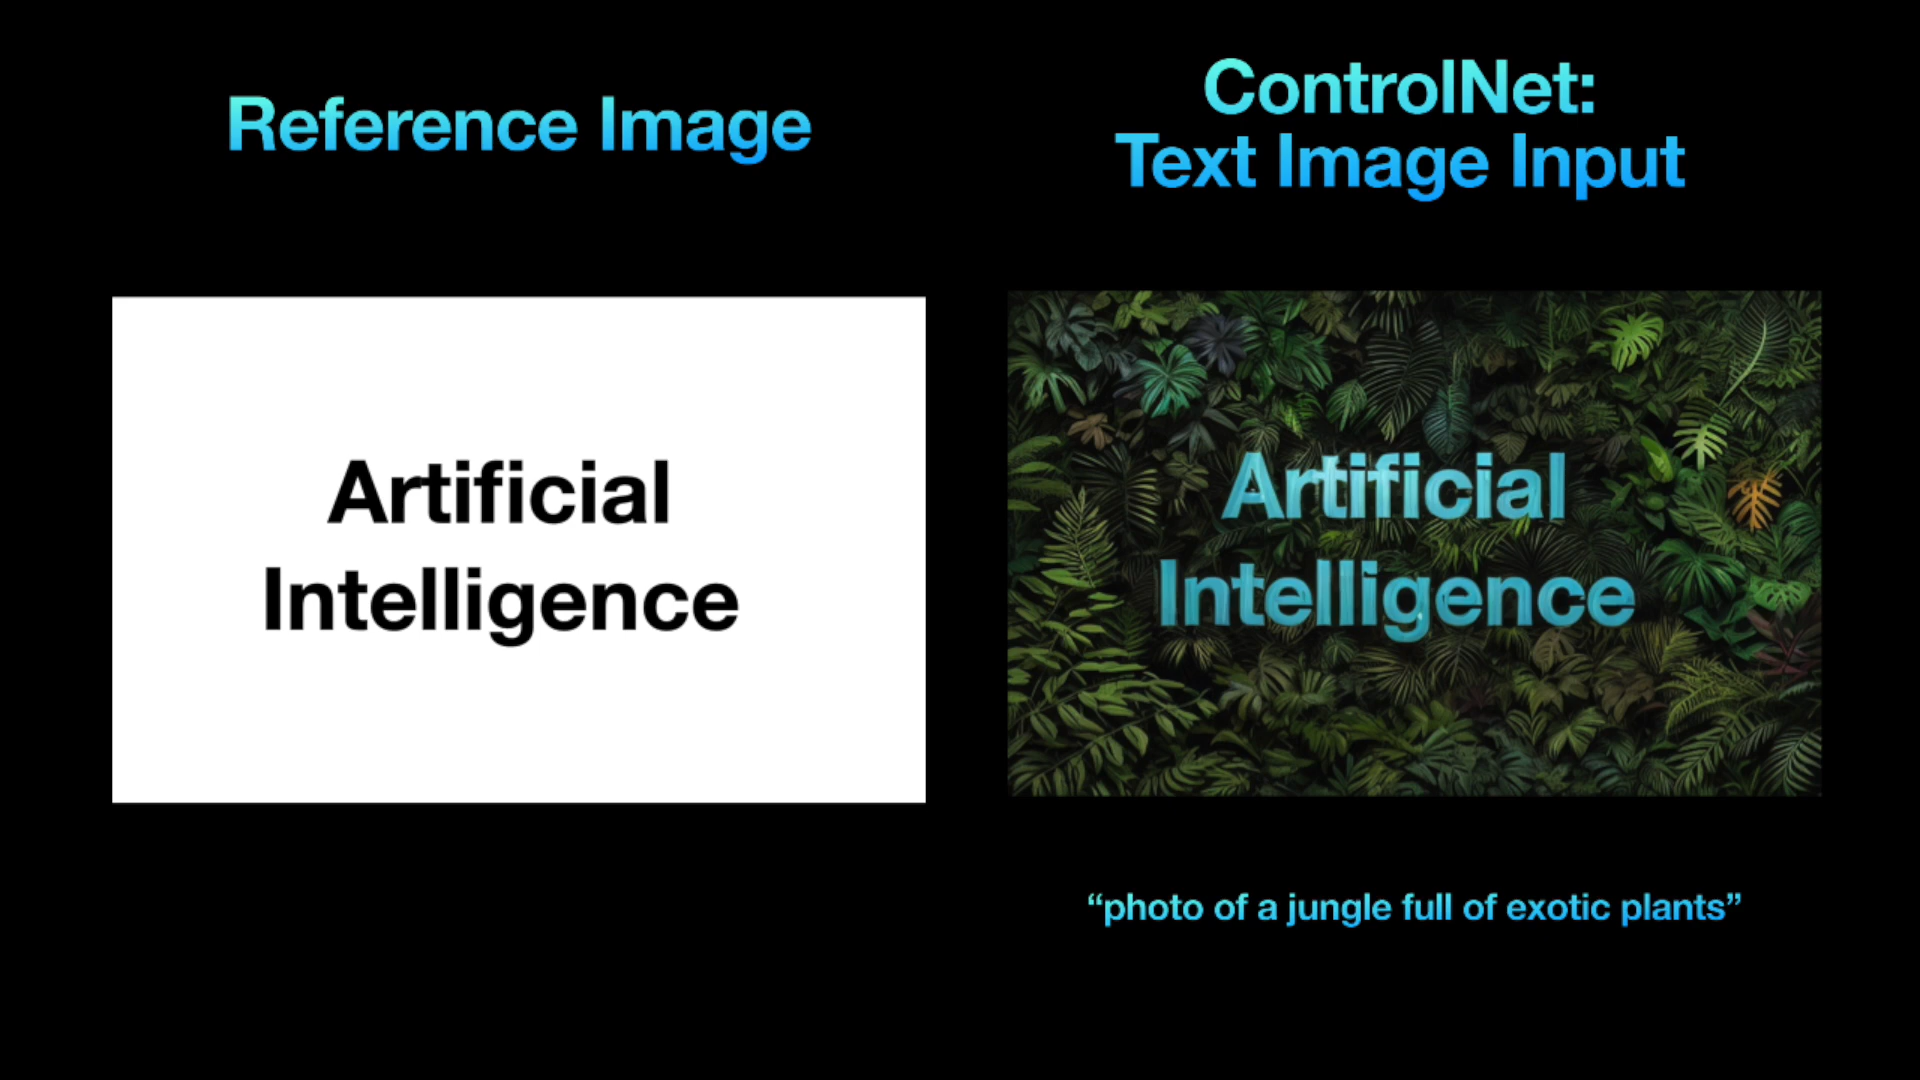 Reference Image
Artificial
Intelligence
ControlNet:
Text Image Input
Artificial
Intelligence
“photo of a jungle full of exotic plants”